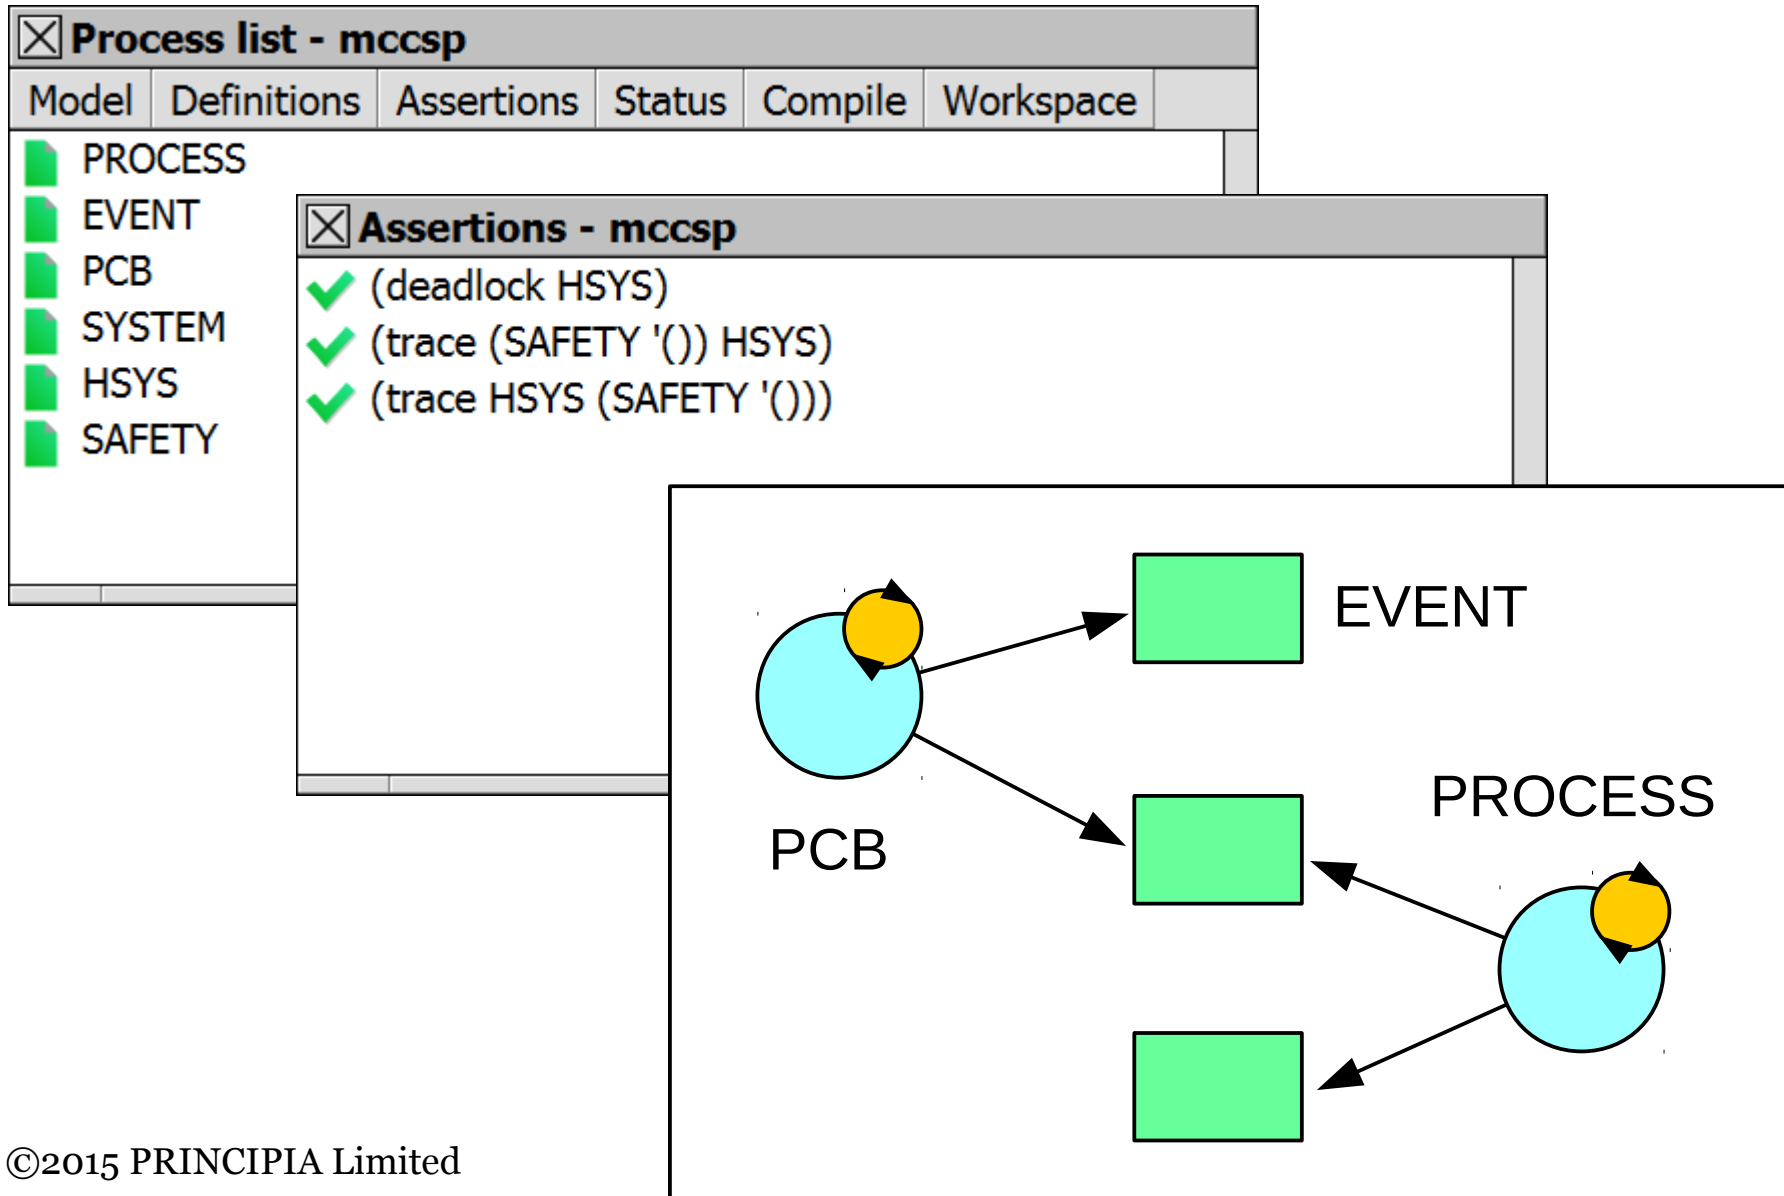 Process list - mccsp
Model Definitions Assertions Status Compile Workspace
PROCESS
EVENT
PCB
SYSTEM
HSYS
SAFETY
Assertions - mccsp
(deadlock HSYS)
(trace (SAFETY '()) HSYS)
(trace HSYS (SAFETY '()))
EVENT
PROCESS
PCB
©2015 PRINCIPIA Limited